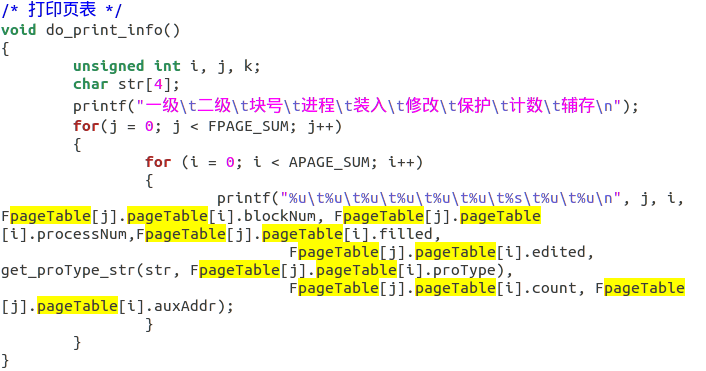 /* 打印页表 */
void do_print_info()
{
unsigned int i, j, k;
char str[4];
printf("一级\t二级\t块号\t进程\t装入\t修改\t保护\t计数\t辅存\n");
for(j = 0; j < FPAGE_SUM; j++)
{
for (i = 0; i < APAGE_SUM; i++)
{
printf("%u\t%u\t%u\t%u\t%u\t%u\t%s\t%u\t%u\n", j, i,
FpageTable[j].pageTable[i].blockNum, FpageTable[j].pageTable
[i].processNum,FpageTable[j].pageTable[i].filled,
FpageTable[j].pageTable[i].edited,
get_proType_str(str, FpageTable[j].pageTable[i].proType),
FpageTable[j].pageTable[i].count, FpageTable
[j].pageTable[i].auxAddr);
}
}
}